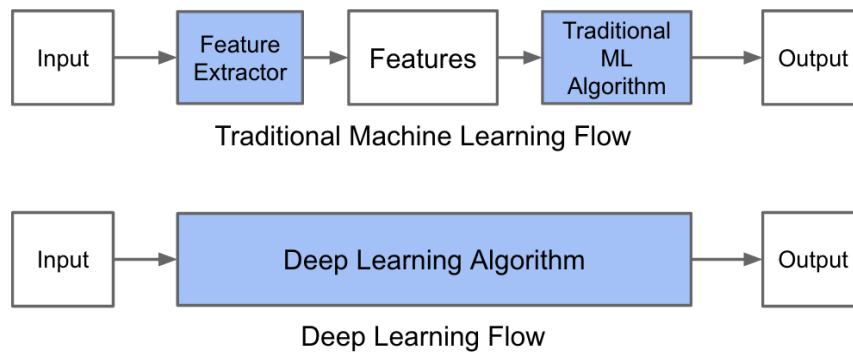 Input
Feature
Extractor
Features
Traditional
ML
Algorithm
Output
Traditional Machine Learning Flow
Input
Deep Learning Algorithm
Output
Deep Learning Flow